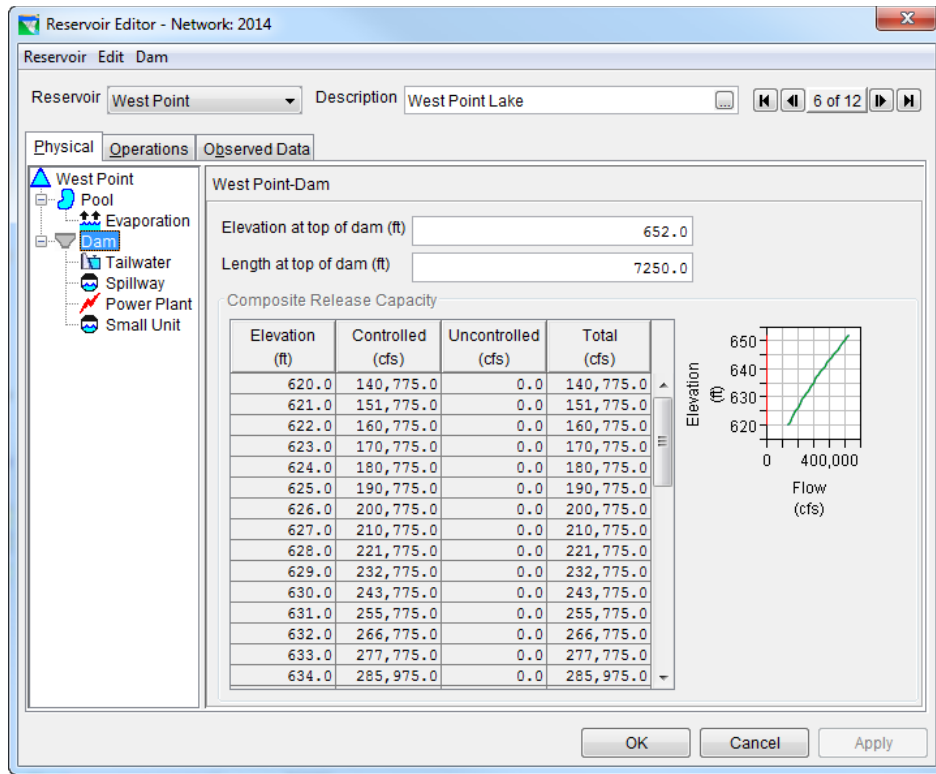 Reservoir Editor - Network: 2014
Reservoir Edit Dam
Reservoir West Point Description West Point Lake ... 6 of 12
Physical Operations Observed Data
West Point
Pool
Evaporation
Dam
Tailwater
Spillway
Power Plant
Small Unit
West Point-Dam
Elevation at top of dam (ft) 652.0
Length at top of dam (ft) 7250.0
Composite Release Capacity
Elevation Controlled Uncontrolled Total
(ft) (cfs) (cfs) (cfs)
620.0 140,775.0 0.0 140,775.0
621.0 151,775.0 0.0 151,775.0
622.0 160,775.0 0.0 160,775.0
623.0 170,775.0 0.0 170,775.0
624.0 180,775.0 0.0 180,775.0
625.0 190,775.0 0.0 190,775.0
626.0 200,775.0 0.0 200,775.0
627.0 210,775.0 0.0 210,775.0
628.0 221,775.0 0.0 221,775.0
629.0 232,775.0 0.0 232,775.0
630.0 243,775.0 0.0 243,775.0
631.0 255,775.0 0.0 255,775.0
632.0 266,775.0 0.0 266,775.0
633.0 277,775.0 0.0 277,775.0
634.0 285,975.0 0.0 285,975.0
Elevation
(ft)
650
640
630
620
0 400,000
Flow
(cfs)
OK Cancel Apply